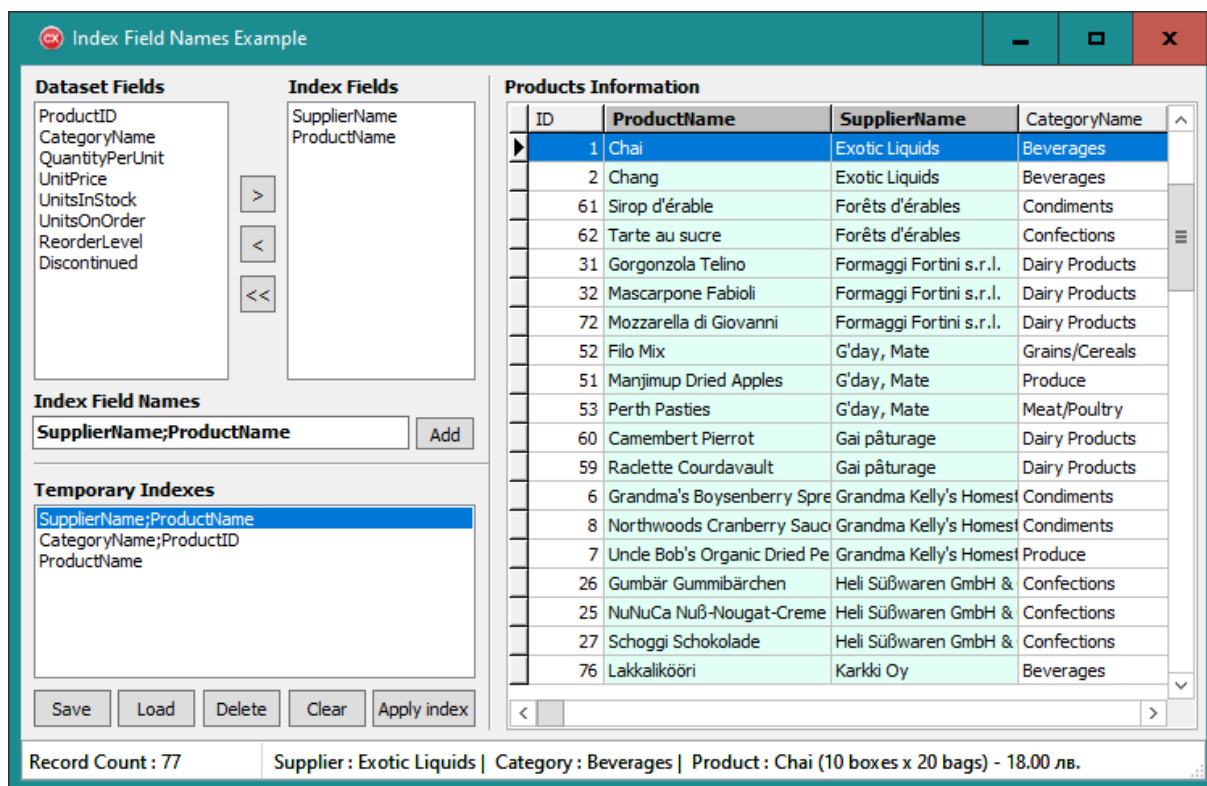 Index Field Names Example
Dataset Fields
ProductID
CategoryName
QuantityPerUnit
UnitPrice
UnitsInStock
UnitsOnOrder
ReorderLevel
Discontinued
>
<
<<
Index Fields
SupplierName
ProductName
Index Field Names
SupplierName;ProductName
Add
Temporary Indexes
SupplierName;ProductName
CategoryName;ProductID
ProductName
Save Load Delete Clear Apply index
Products Information
ID ProductName SupplierName CategoryName
1 Chai Exotic Liquids Beverages
2 Chang Exotic Liquids Beverages
61 Sirop d'érable Forêts d'érables Condiments
62 Tarte au sucre Forêts d'érables Confections
31 Gorgonzola Telino Formaggi Fortini s.r.l. Dairy Products
32 Mascarpone Fabioli Formaggi Fortini s.r.l. Dairy Products
72 Mozzarella di Giovanni Formaggi Fortini s.r.l. Dairy Products
52 Filo Mix G'day, Mate Grains/Cereals
51 Manjimup Dried Apples G'day, Mate Produce
53 Perth Pasties G'day, Mate Meat/Poultry
60 Camembert Pierrot Gai pâturage Dairy Products
59 Raclette Courdavault Gai pâturage Dairy Products
6 Grandma's Boysenberry Spre Grandma Kelly's Homest Condiments
8 Northwoods Cranberry Sauc Grandma Kelly's Homest Condiments
7 Uncle Bob's Organic Dried Pe Grandma Kelly's Homest Produce
26 Gumbär Gummibärchen Heli Süßwaren GmbH & Confections
25 NuNuCa Nuß-Nougat-Creme Heli Süßwaren GmbH & Confections
27 Schoggi Schokolade Heli Süßwaren GmbH & Confections
76 Lakkalikööri Karkki Oy Beverages
Record Count : 77
Supplier : Exotic Liquids | Category : Beverages | Product : Chai (10 boxes x 20 bags) - 18.00 лв.